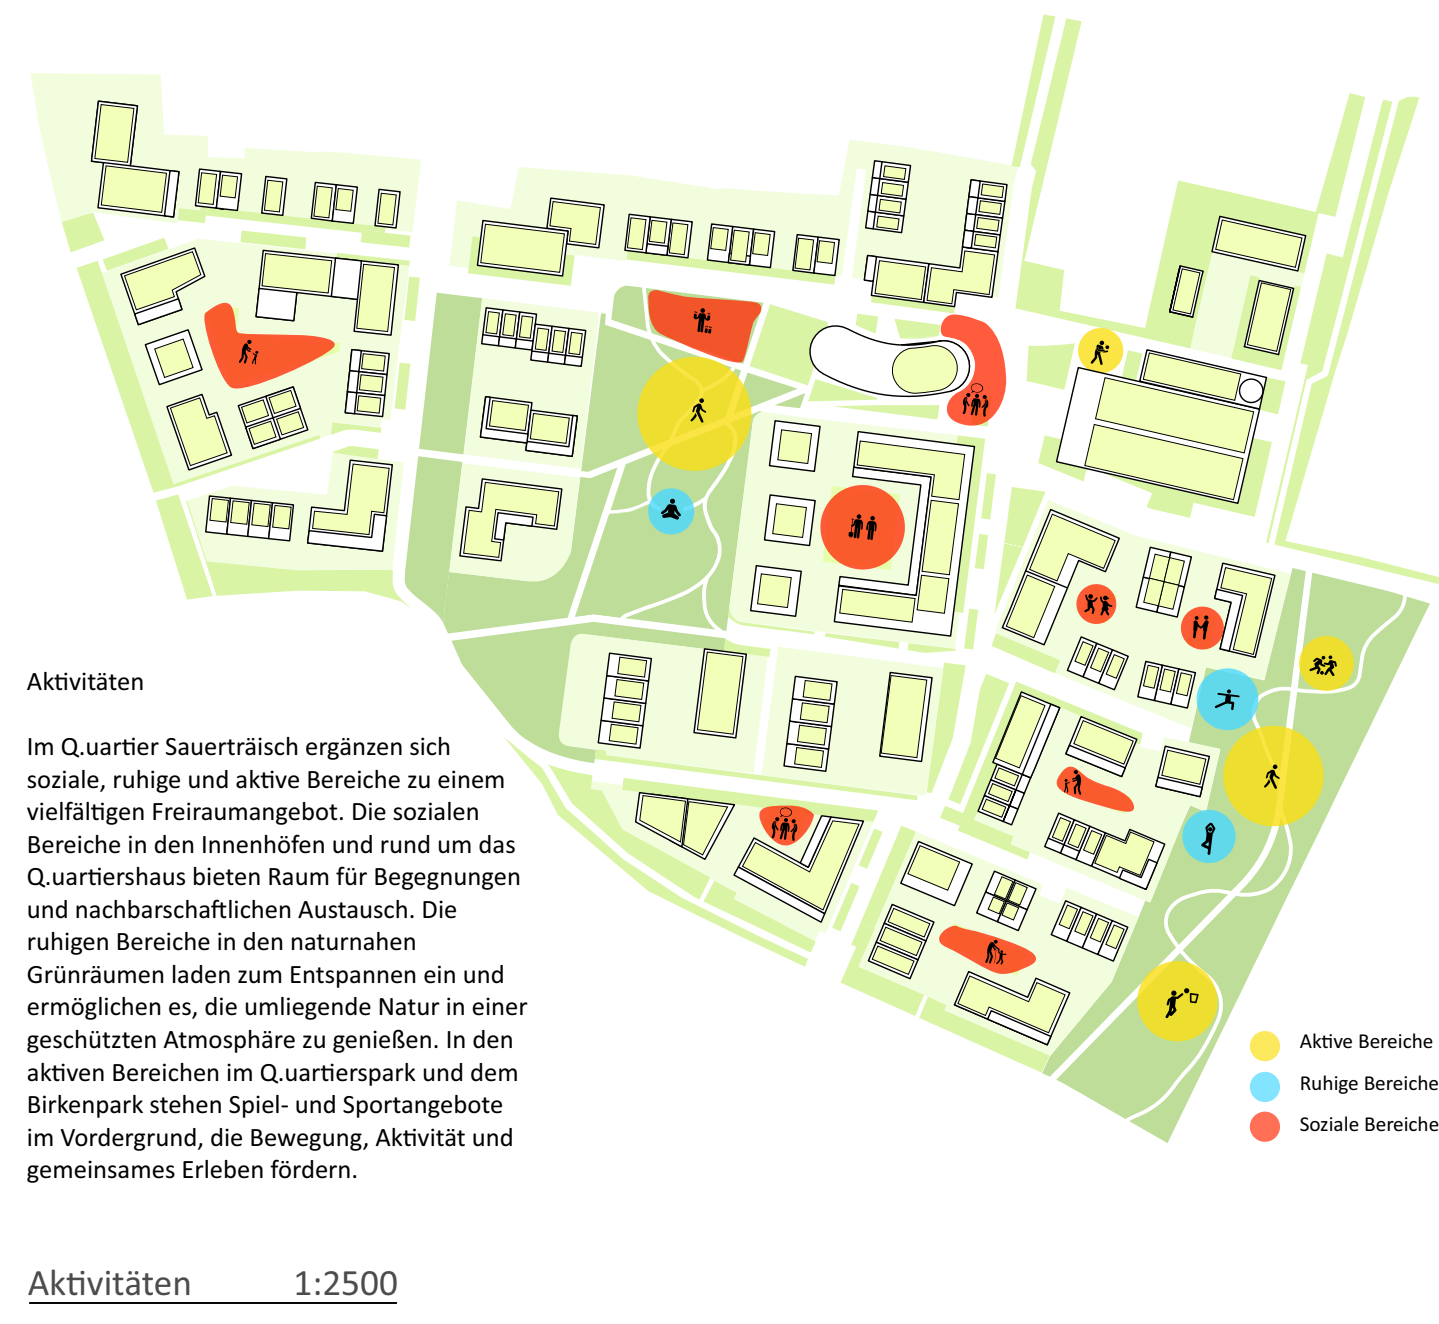 Aktivitäten
Im Q.uartier Sauerträisch ergänzen sich
soziale, ruhige und aktive Bereiche zu einem
vielfältigen Freiraumangebot. Die sozialen
Bereiche in den Innenhöfen und rund um das
Q.uartiershaus bieten Raum für Begegnungen
und nachbarschaftlichen Austausch. Die
ruhigen Bereiche in den naturnahen
Grünräumen laden zum Entspannen ein und
ermöglichen es, die umliegende Natur in einer
geschützten Atmosphäre zu genießen. In den
aktiven Bereichen im Q.uartierspark und dem
Birkenpark stehen Spiel- und Sportangebote
im Vordergrund, die Bewegung, Aktivität und
gemeinsames Erleben fördern.
Aktive Bereiche
Ruhige Bereiche
Soziale Bereiche
Aktivitäten 1:2500